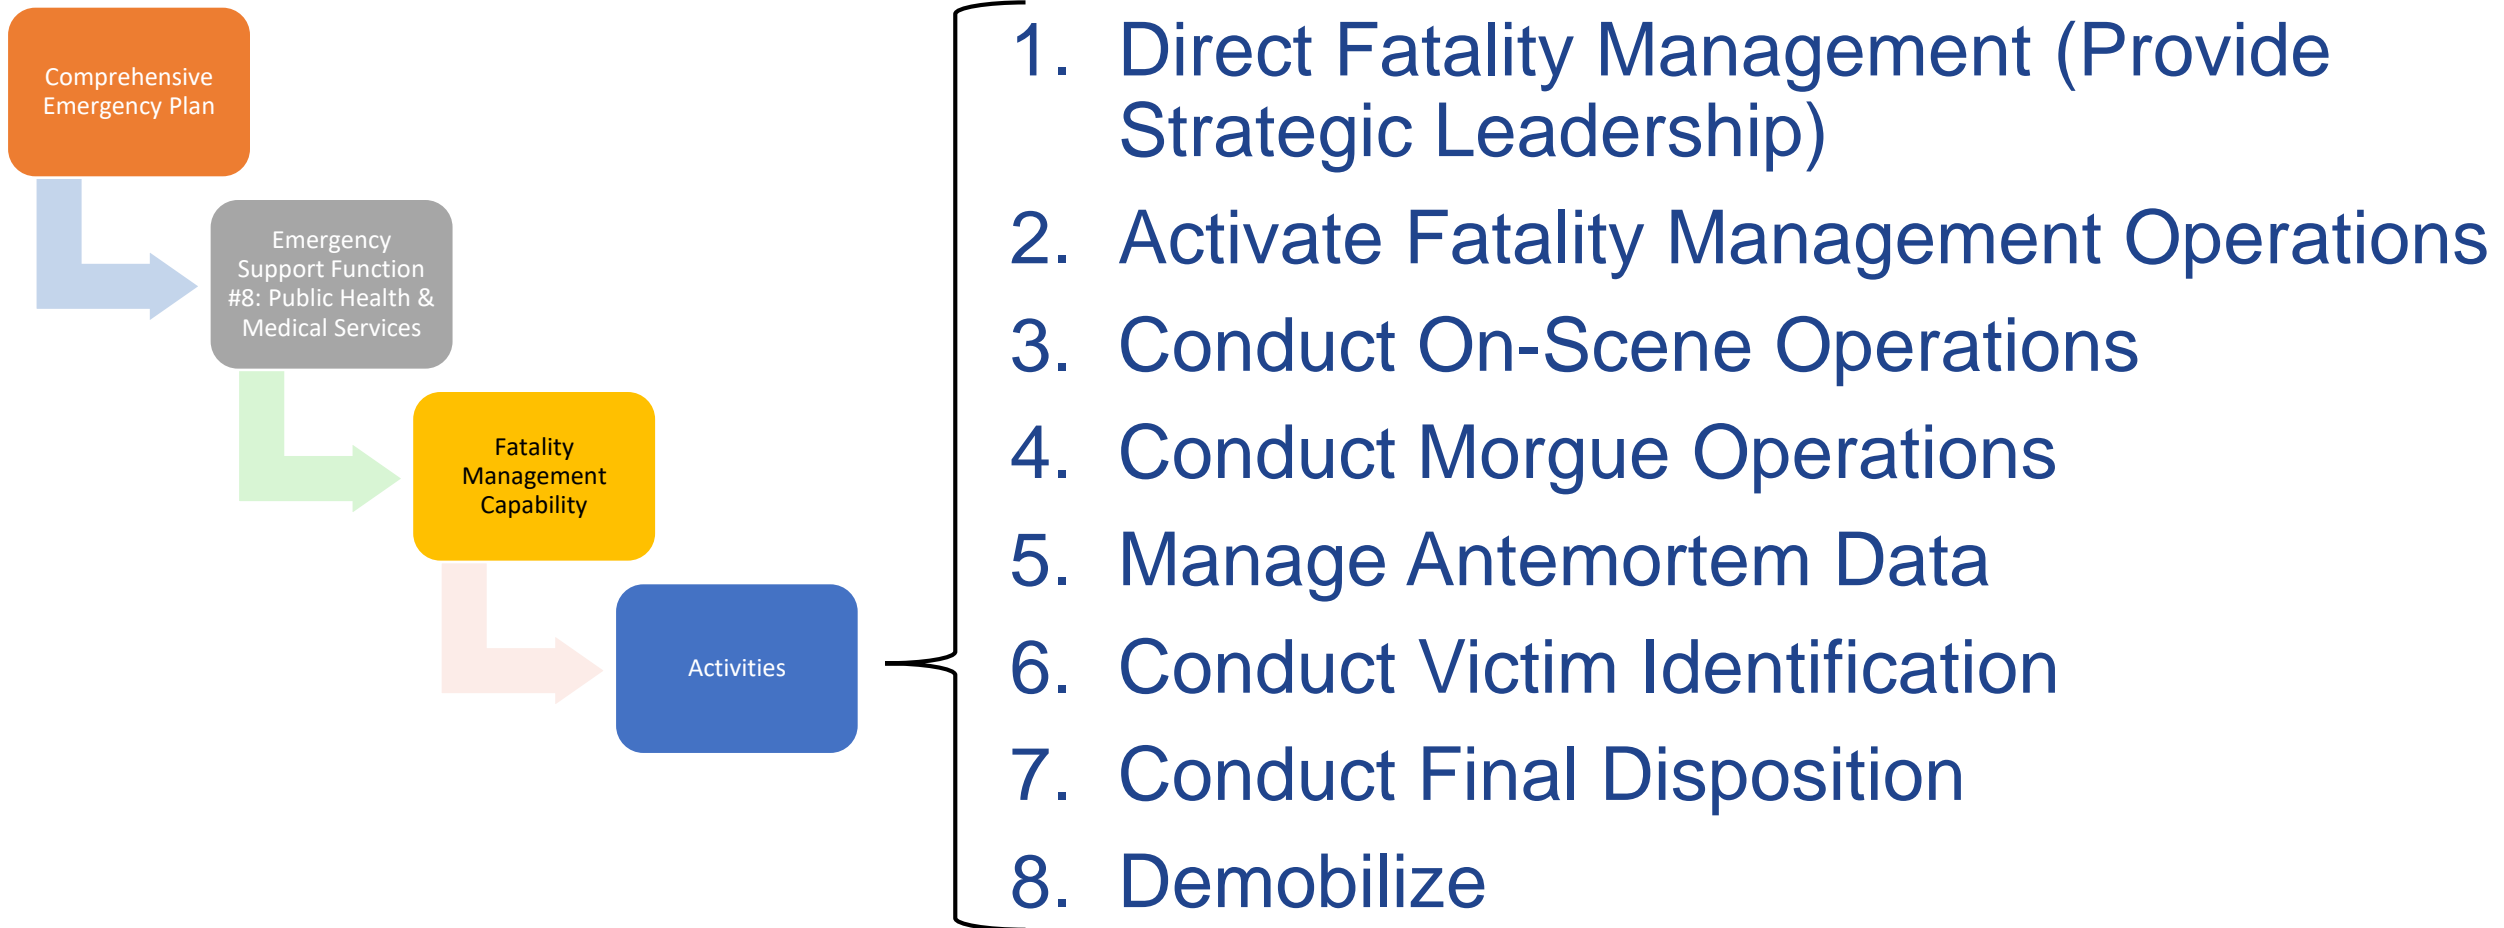 Comprehensive
Emergency Plan
Emergency
Support Function
#8: Public Health &
Medical Services
Fatality
Management
Capability
Activities
1. Direct Fatality Management (Provide
Strategic Leadership)
2. Activate Fatality Management Operations
3. Conduct On-Scene Operations
4. Conduct Morgue Operations
5. Manage Antemortem Data
6. Conduct Victim Identification
7. Conduct Final Disposition
8. Demobilize